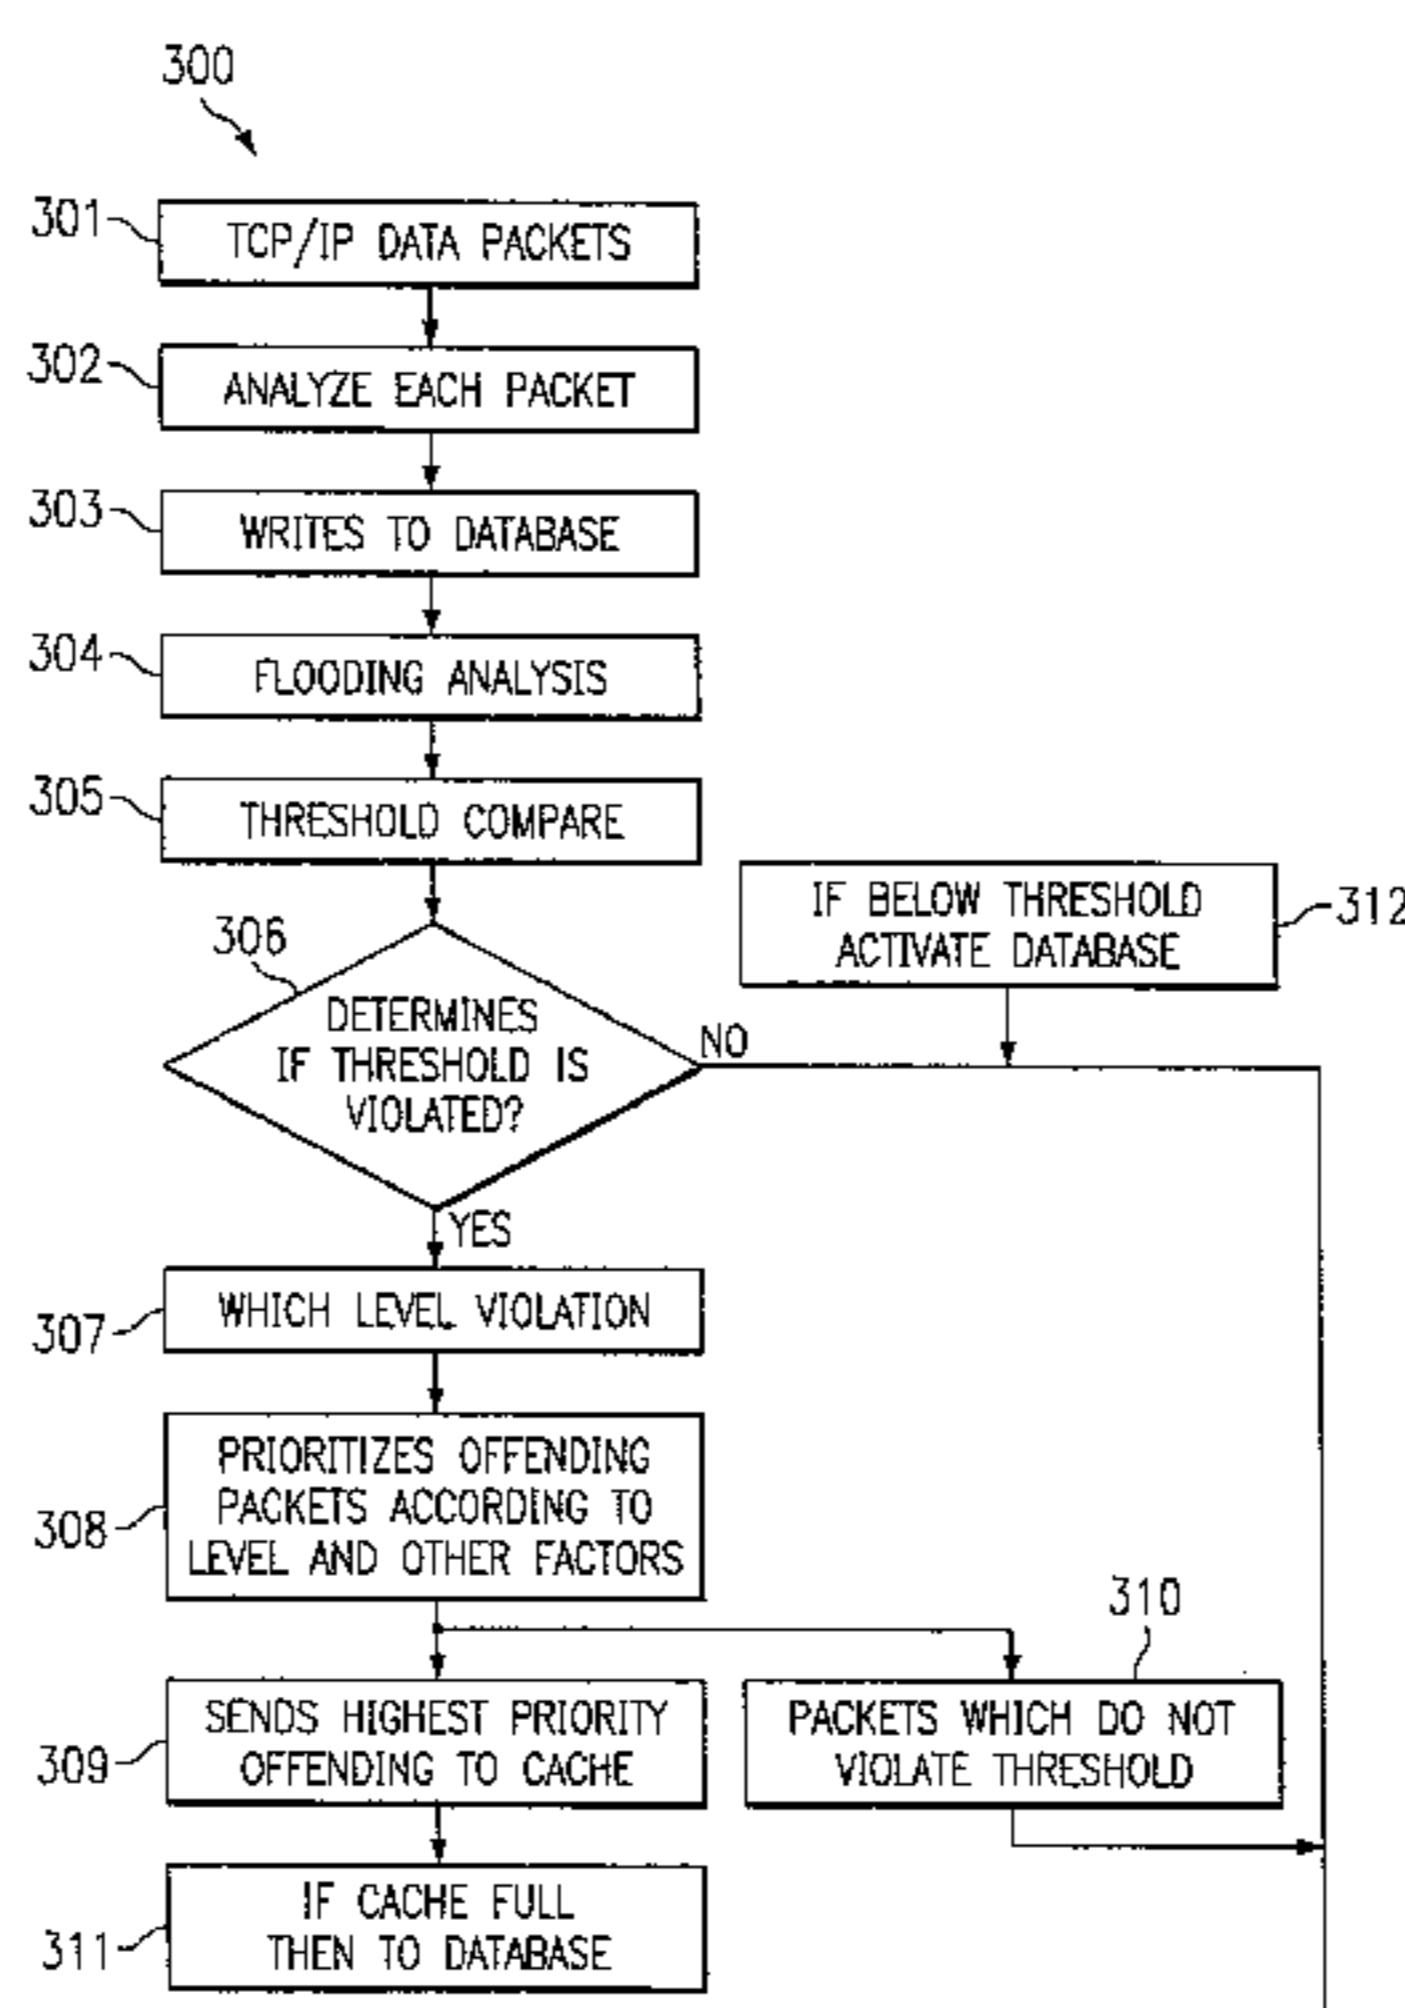 300
301
TCP/IP DATA PACKETS
302
ANALYZE EACH PACKET
303
WRITES TO DATABASE
304
FLOODING ANALYSIS
305
THRESHOLD COMPARE
IF BELOW THRESHOLD
ACTIVATE DATABASE
312
306
DETERMINES
IF THRESHOLD IS
VIOLATED?
NO
YES
307
WHICH LEVEL VIOLATION
308
PRIORITIZES OFFENDING
PACKETS ACCORDING TO
LEVEL AND OTHER FACTORS
309
SENDS HIGHEST PRIORITY
OFFENDING TO CACHE
310
PACKETS WHICH DO NOT
VIOLATE THRESHOLD
311
IF CACHE FULL
THEN TO DATABASE